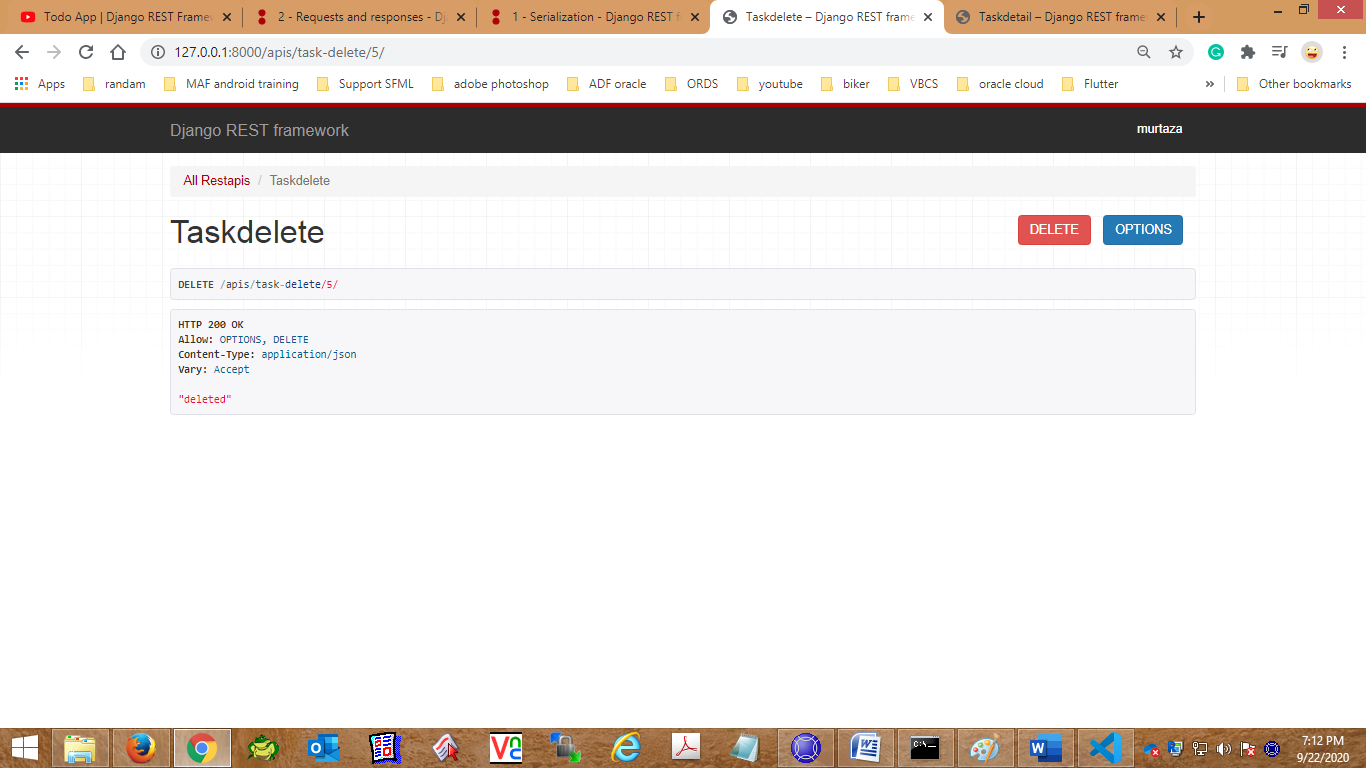 Todo App | Django REST Frame
2 - Requests and responses - Dj
1 - Serialization - Django REST f
Taskdelete – Django REST frame
Taskdetail – Django REST frame
127.0.0.1:8000/apis/task-delete/5/
Apps randam MAF android training Support SFML adobe photoshop ADF oracle ORDS youtube biker VBCS oracle cloud Flutter » Other bookmarks
Django REST framework murtaza
All Restapis / Taskdelete
Taskdelete DELETE OPTIONS
DELETE /apis/task-delete/5/
HTTP 200 OK
Allow: OPTIONS, DELETE
Content-Type: application/json
Vary: Accept
"deleted"
7:12 PM
9/22/2020